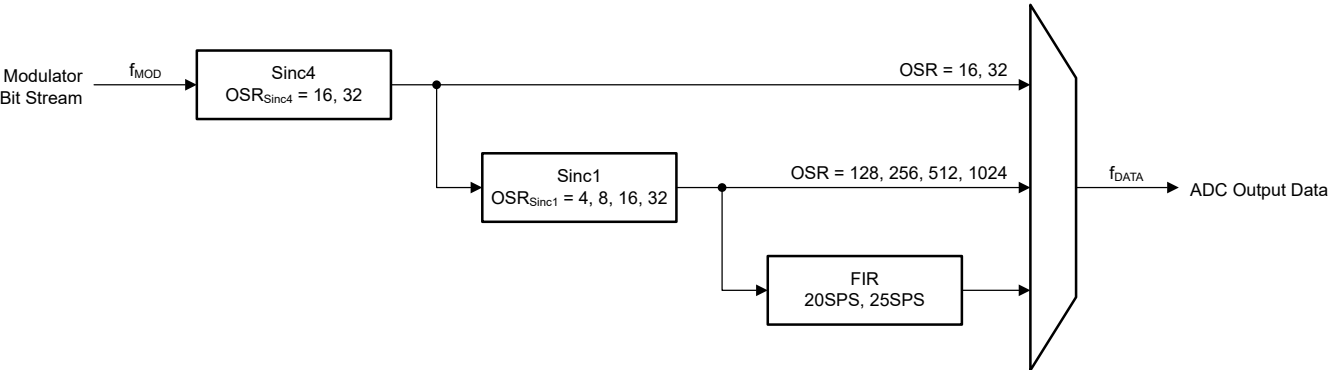 Modulator
Bit Stream
fMOD
Sinc4
OSRSinc4 = 16, 32
OSR = 16, 32
Sinc1
OSRSinc1 = 4, 8, 16, 32
OSR = 128, 256, 512, 1024
fDATA
ADC Output Data
FIR
20SPS, 25SPS